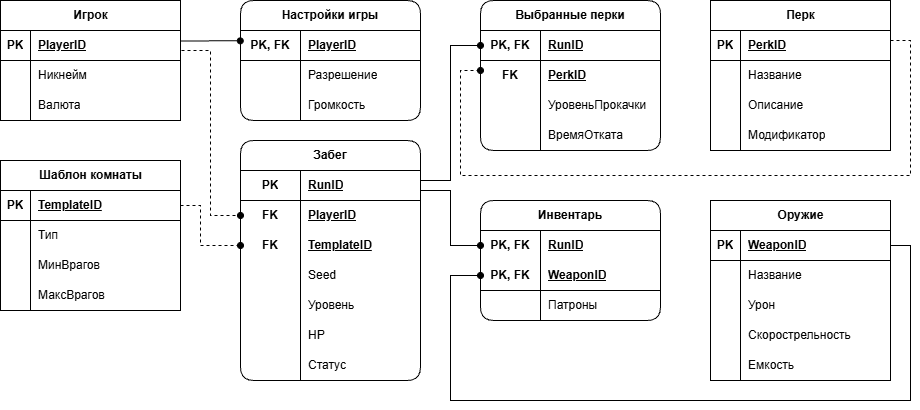 Игрок
PK PlayerID
Никнейм
Валюта
Настройки игры
PK, FK PlayerID
Разрешение
Громкость
Выбранные перки
PK, FK RunID
FK PerkID
УровеньПрокачки
ВремяОтката
Перк
PK PerkID
Название
Описание
Модификатор
Шаблон комнаты
PK TemplateID
Тип
МинВрагов
МаксВрагов
Забег
PK RunID
FK PlayerID
FK TemplateID
Seed
Уровень
HP
Статус
Инвентарь
PK, FK RunID
PK, FK WeaponID
Патроны
Оружие
PK WeaponID
Название
Урон
Скорострельность
Емкость